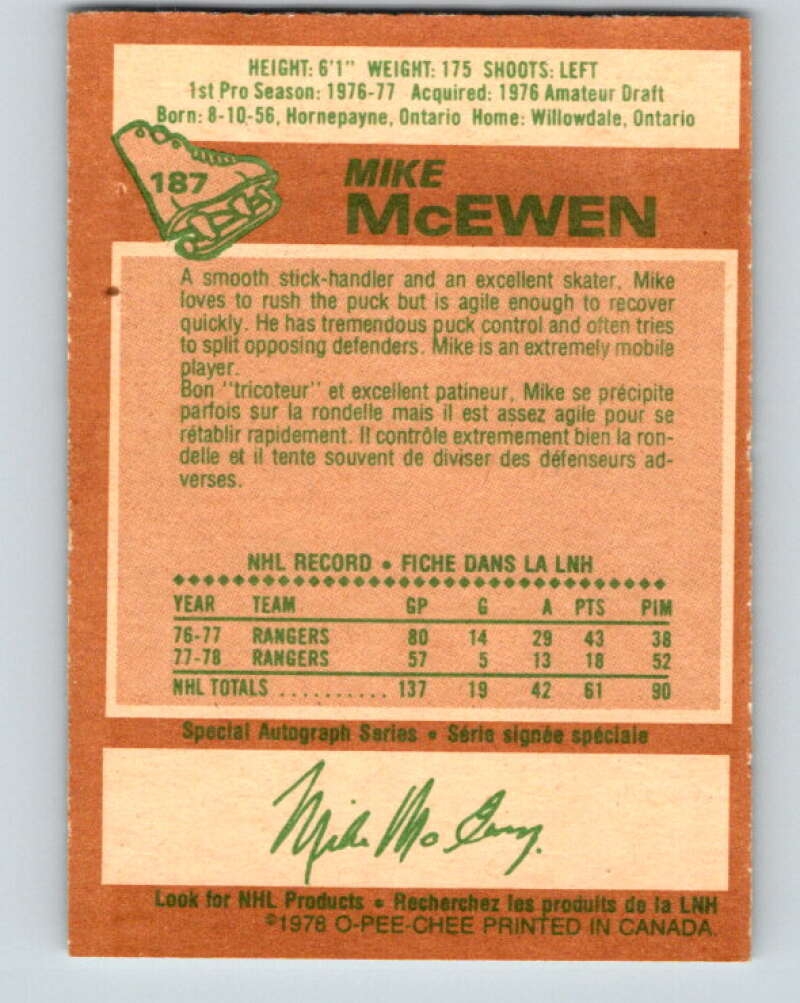 HEIGHT: 6'1" WEIGHT: 175 SHOOTS: LEFT
1st Pro Season: 1976-77 Acquired: 1976 Amateur Draft
Born: 8-10-56, Hornepayne, Ontario Home: Willowdale, Ontario
187
MIKE
McEWEN
A smooth stick-handler and an excellent skater, Mike
loves to rush the puck but is agile enough to recover
quickly. He has tremendous puck control and often tries
to split opposing defenders. Mike is an extremely mobile
player.
Bon "tricoteur" et excellent patineur, Mike se précipite
parfois sur la rondelle mais il est assez agile pour se
rétablir rapidement. Il contrôle extremement bien la ron-
delle et il tente souvent de diviser des défenseurs ad-
verses.
NHL RECORD • FICHE DANS LA LNH
YEAR TEAM GP G A PTS PIM
76-77 RANGERS 80 14 29 43 38
77-78 RANGERS 57 5 13 18 52
NHL TOTALS .......... 137 19 42 61 90
Special Autograph Series • Série signée spéciale
Mike McEwen
Look for NHL Products • Recherchez les produits de la LNH
©1978 O-PEE-CHEE PRINTED IN CANADA.